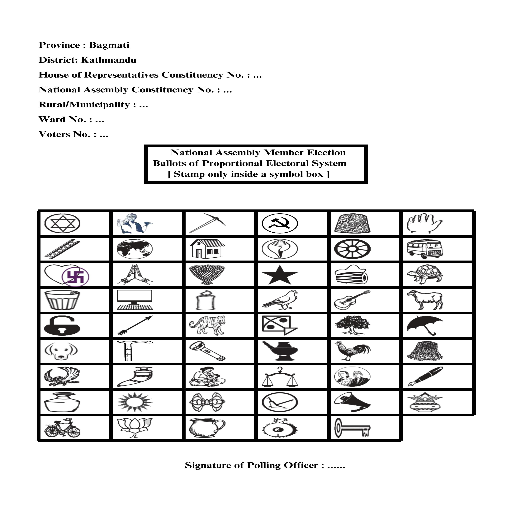 Province : Bagmati
District: Kathmandu
House of Representatives Constituency No. : ...
National Assembly Constituency No. : ...
Rural/Municipality : ...
Ward No. : ...
Voters No. : ...
National Assembly Member Election
Ballots of Proportional Electoral System
[ Stamp only inside a symbol box ]
Signature of Polling Officer : ......